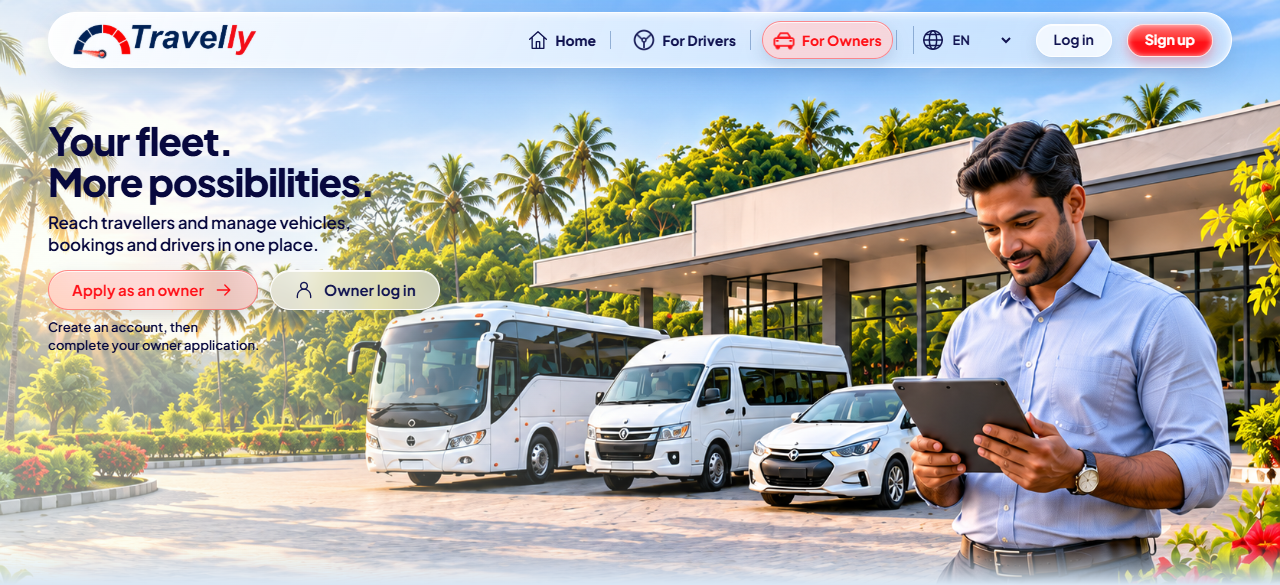 Travelly
Home
For Drivers
For Owners
EN
Log in
Sign up
Your fleet.
More possibilities.
Reach travellers and manage vehicles,
bookings and drivers in one place.
Apply as an owner
Owner log in
Create an account, then
complete your owner application.